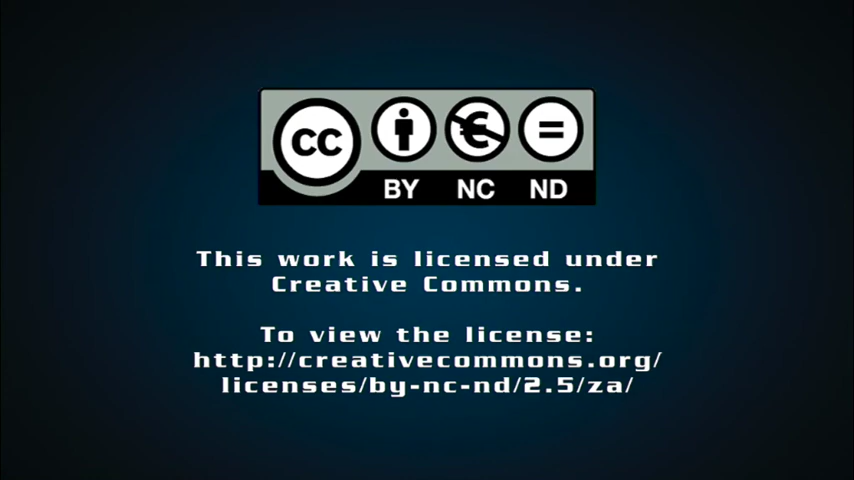 CC
BY NC ND
This work is licensed under
Creative Commons.
To view the license:
http://creativecommons.org/
licenses/by-nc-nd/2.5/za/